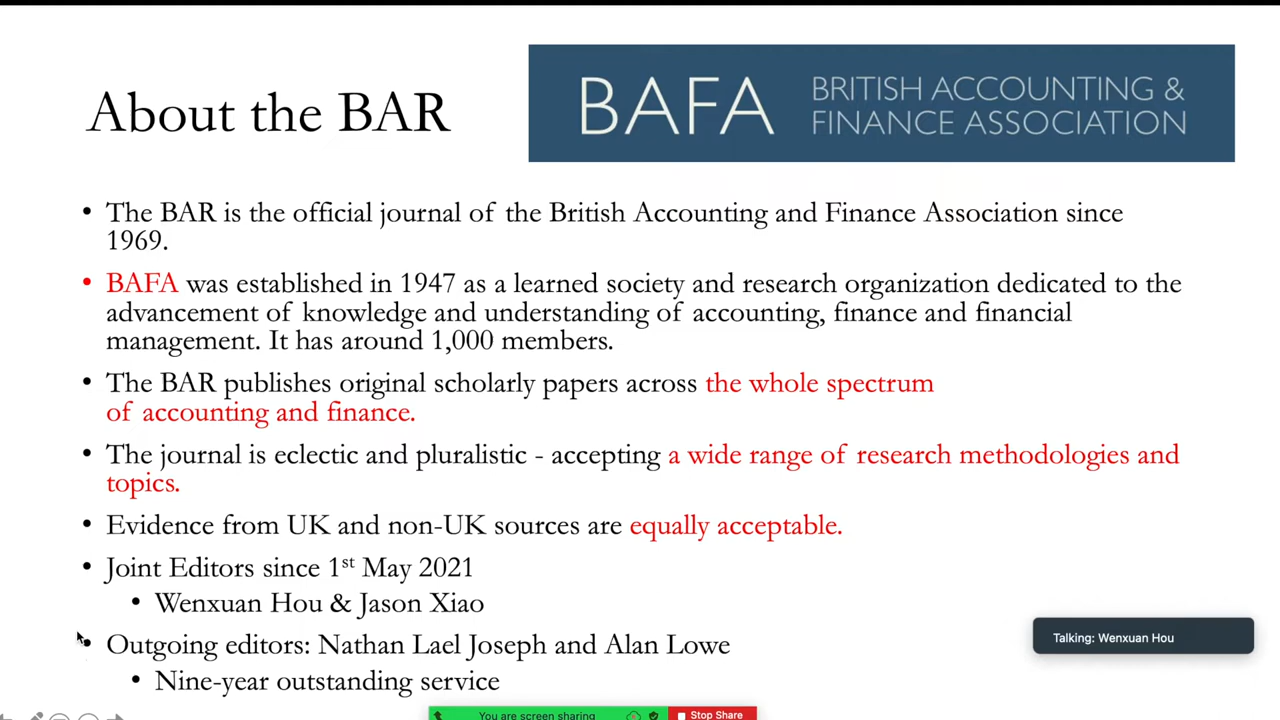 About the BAR
BAFA
BRITISH ACCOUNTING &
FINANCE ASSOCIATION
• The BAR is the official journal of the British Accounting and Finance Association since
1969.
• BAFA was established in 1947 as a learned society and research organization dedicated to the
advancement of knowledge and understanding of accounting, finance and financial
management. It has around 1,000 members.
• The BAR publishes original scholarly papers across the whole spectrum
of accounting and finance.
• The journal is eclectic and pluralistic - accepting a wide range of research methodologies and
topics.
• Evidence from UK and non-UK sources are equally acceptable.
• Joint Editors since 1st May 2021
• Wenxuan Hou & Jason Xiao
• Outgoing editors: Nathan Lael Joseph and Alan Lowe
• Nine-year outstanding service
Talking: Wenxuan Hou
You are screen sharing
Stop Share